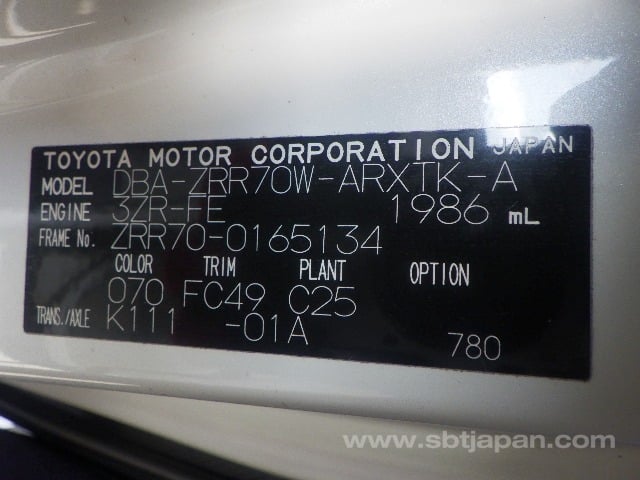 TOYOTA MOTOR CORPORATION JAPAN
MODEL DBA-ZRR70W-ARXTK-A
ENGINE 3ZR-FE 1986 mL
FRAME No. ZRR70-0165134
COLOR TRIM PLANT OPTION
070 FC49 C25
TRANS./AXLE K111 -01A 780
www.sbtjapan.com